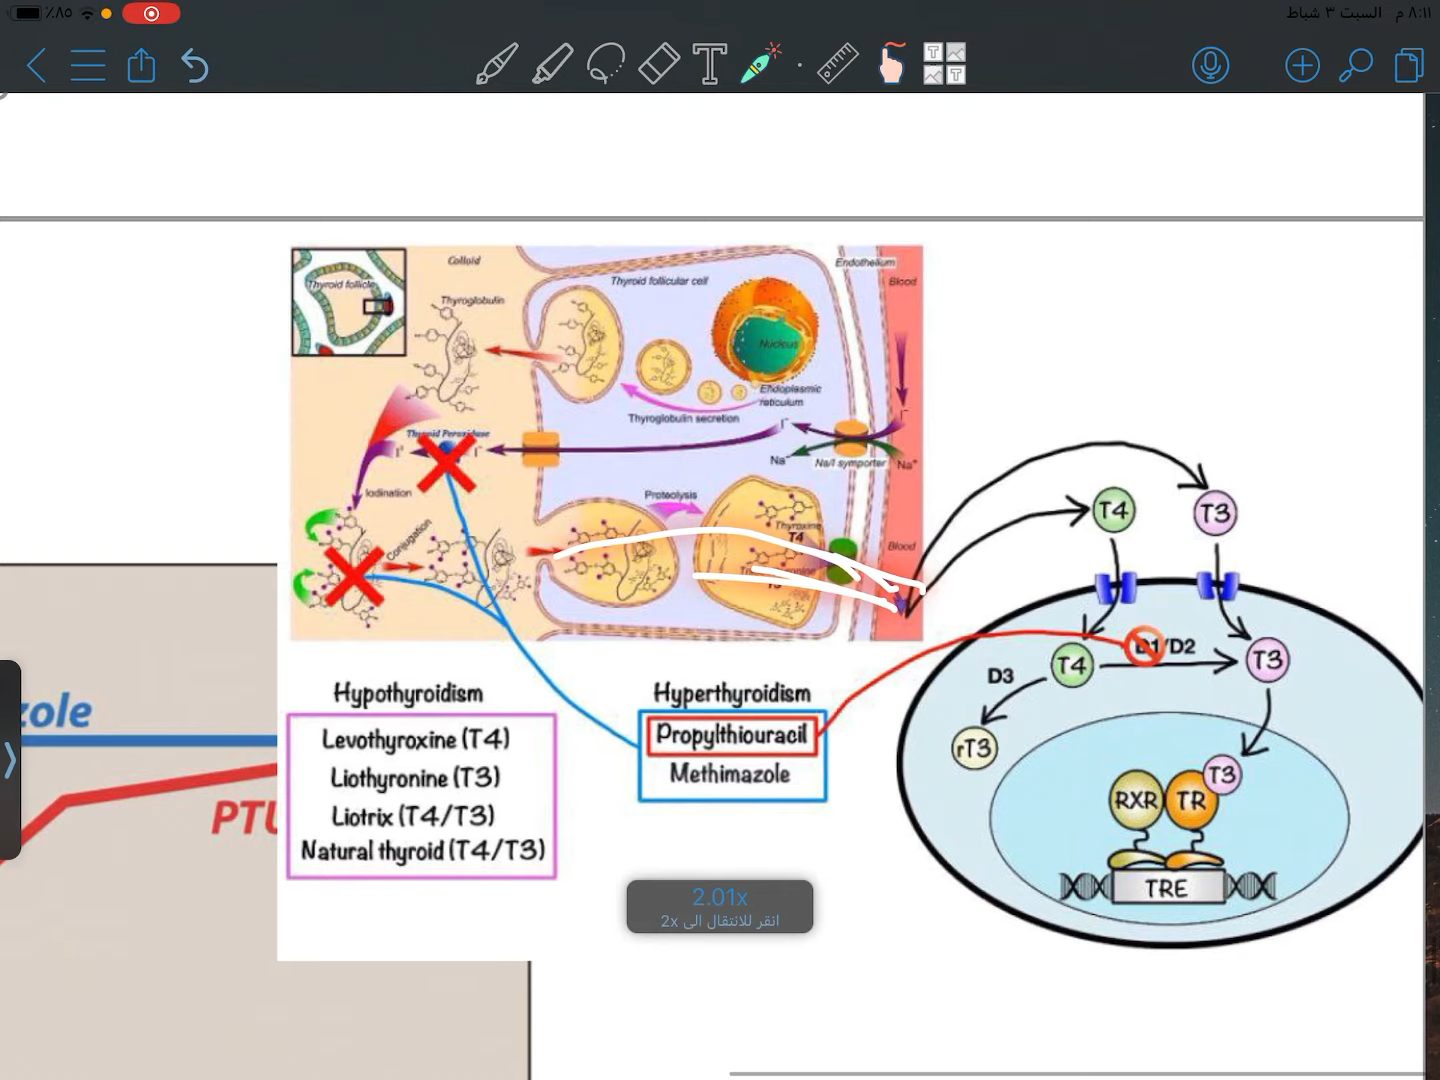 ٪٨٥
٨:١١ م السبت ٣ شباط
Colloid
Thyroid follicular cell
Endothelium
Blood
Thyroid follicle
Thyroglobulin
Nucleus
Endoplasmic
reticulum
Thyroglobulin secretion
I⁻
I⁻
Thyroid Peroxidase
I⁻
Na⁺
Na/I symporter
Na⁺
Iodination
Proteolysis
Conjugation
Thyroxine
T4
Blood
T3
T4
T3
D1/D2
T4
T3
D3
rT3
T3
RXR
TR
TRE
Hypothyroidism
Levothyroxine (T4)
Liothyronine (T3)
Liotrix (T4/T3)
Natural thyroid (T4/T3)
Hyperthyroidism
Propylthiouracil
Methimazole
zole
PTU
2.01x
انقر للانتقال الى 2x